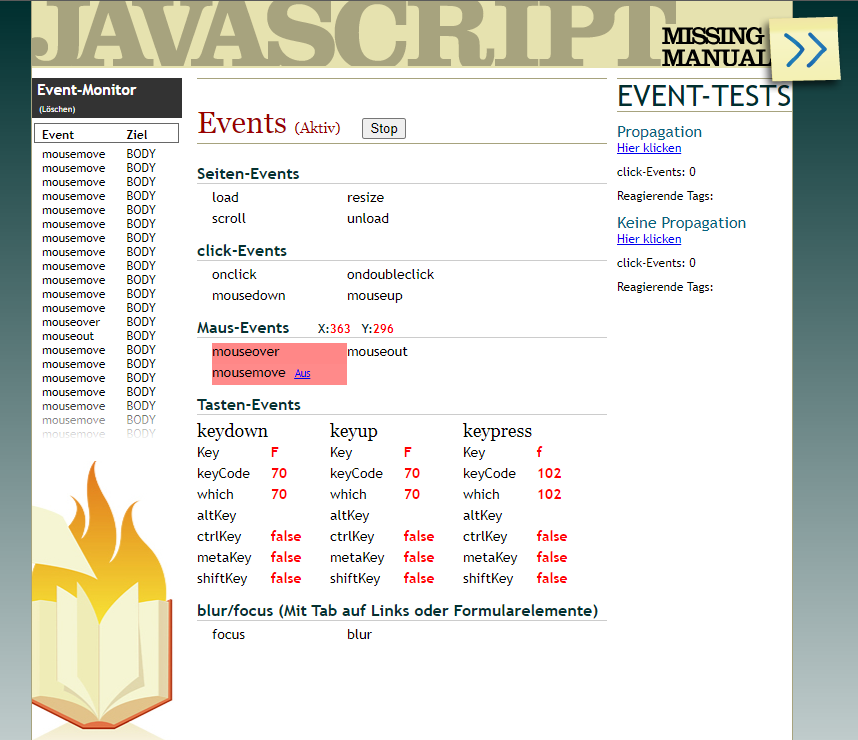 JAVASCRIPT
MISSING
MANUAL
Event-Monitor
(Löschen)
Event Ziel
mousemove BODY
mousemove BODY
mousemove BODY
mousemove BODY
mousemove BODY
mousemove BODY
mousemove BODY
mousemove BODY
mousemove BODY
mousemove BODY
mousemove BODY
mousemove BODY
mouseover BODY
mouseout BODY
mousemove BODY
mousemove BODY
mousemove BODY
mousemove BODY
mousemove BODY
mousemove BODY
mousemove BODY
Events (Aktiv) Stop
Seiten-Events
load resize
scroll unload
click-Events
onclick ondoubleclick
mousedown mouseup
Maus-Events X:363 Y:296
mouseover mouseout
mousemove Aus
Tasten-Events
keydown keyup keypress
Key F Key F Key f
keyCode 70 keyCode 70 keyCode 102
which 70 which 70 which 102
altKey altKey altKey
ctrlKey false ctrlKey false ctrlKey false
metaKey false metaKey false metaKey false
shiftKey false shiftKey false shiftKey false
blur/focus (Mit Tab auf Links oder Formularelemente)
focus blur
EVENT-TESTS
Propagation
Hier klicken
click-Events: 0
Reagierende Tags:
Keine Propagation
Hier klicken
click-Events: 0
Reagierende Tags: